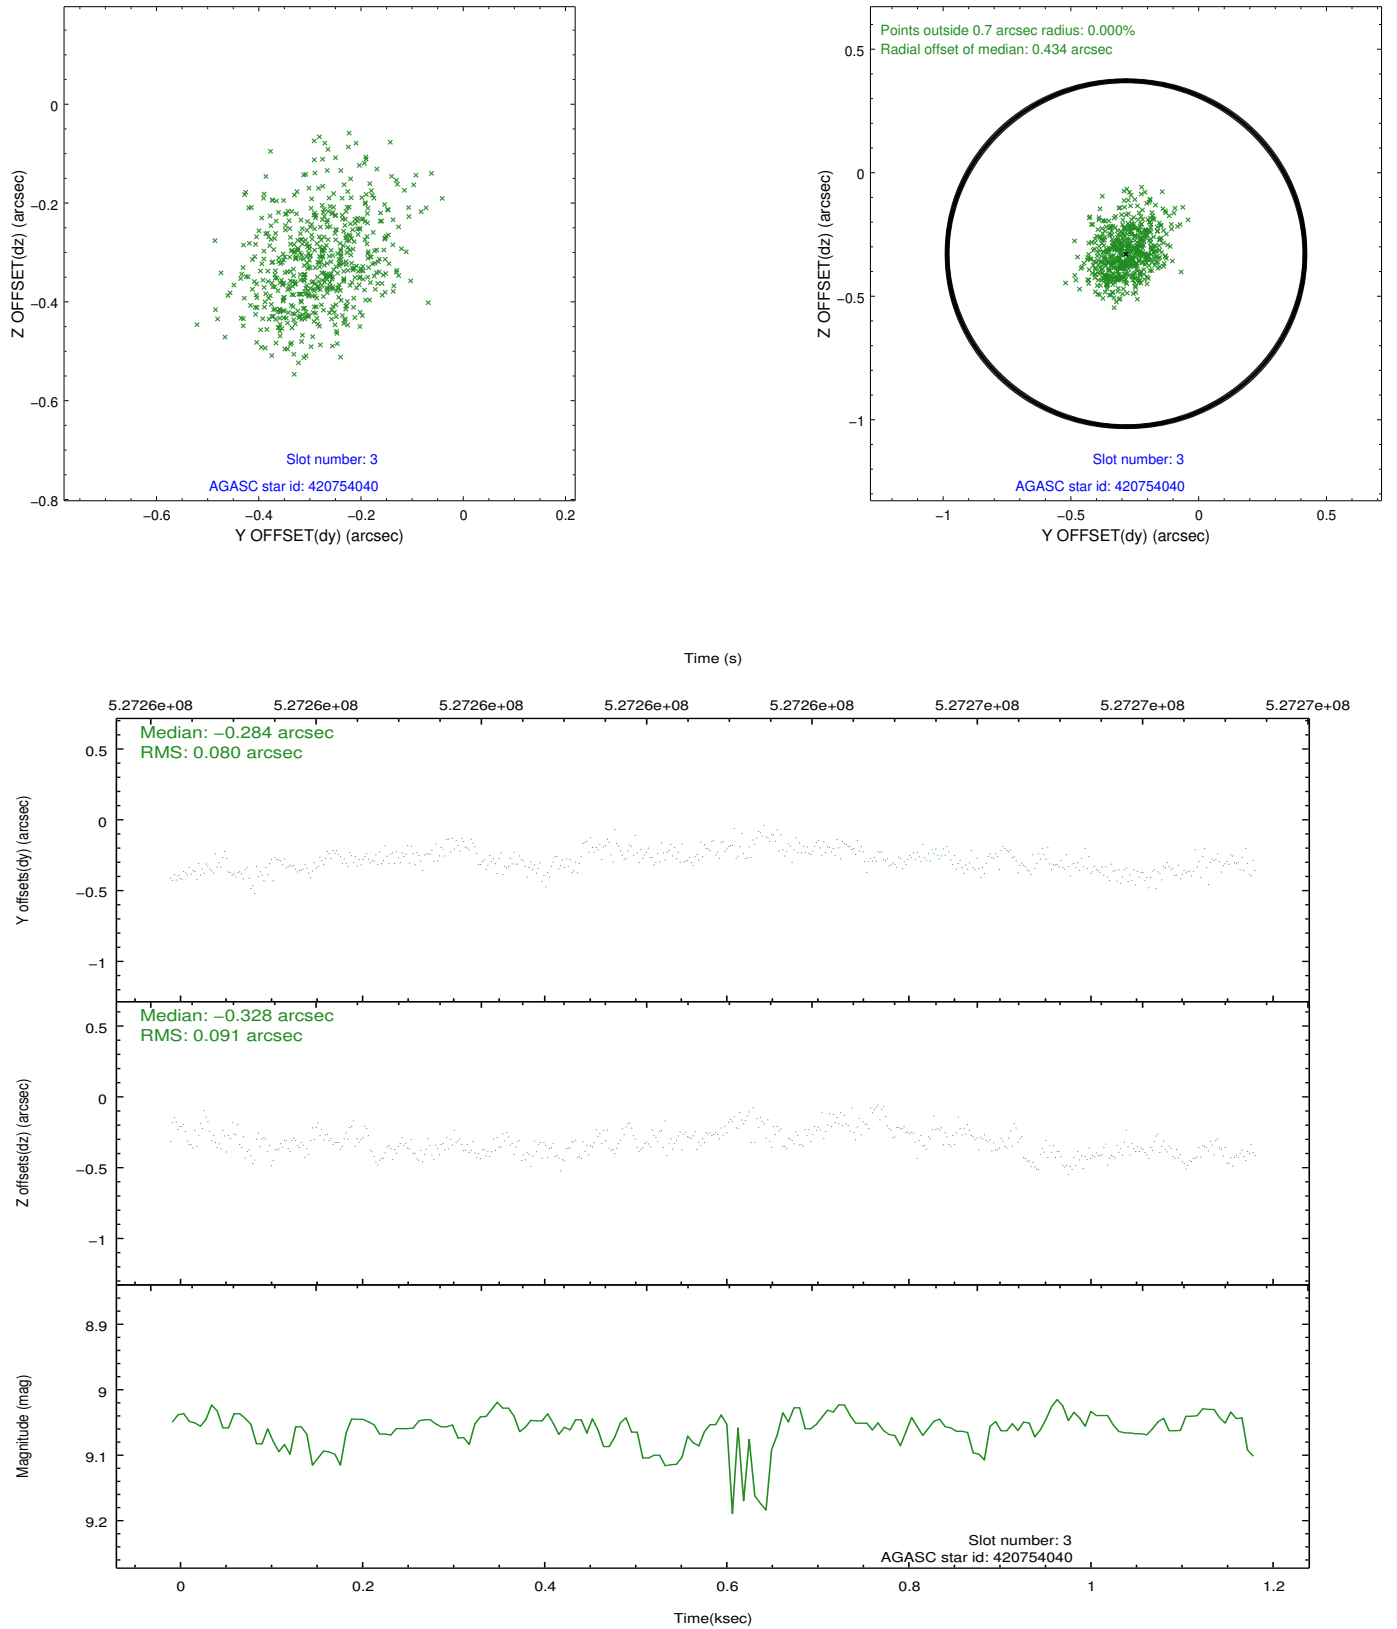 0
−0.2
−0.4
−0.6
−0.8
−0.6
−0.4
−0.2
0
0.2
Z OFFSET(dz) (arcsec)
Y OFFSET(dy) (arcsec)
Slot number: 3
AGASC star id: 420754040
Points outside 0.7 arcsec radius: 0.000%
Radial offset of median: 0.434 arcsec
0.5
0
−0.5
−1
−1
−0.5
0
0.5
Z OFFSET(dz) (arcsec)
Y OFFSET(dy) (arcsec)
Slot number: 3
AGASC star id: 420754040
Time (s)
5.2726e+08 5.2726e+08 5.2726e+08 5.2726e+08 5.2726e+08 5.2727e+08 5.2727e+08 5.2727e+08
Median: −0.284 arcsec
RMS: 0.080 arcsec
0.5
0
−0.5
−1
Y offsets(dy) (arcsec)
Median: −0.328 arcsec
RMS: 0.091 arcsec
0.5
0
−0.5
−1
Z offsets(dz) (arcsec)
8.9
9
9.1
9.2
Magnitude (mag)
Slot number: 3
AGASC star id: 420754040
0 0.2 0.4 0.6 0.8 1 1.2
Time(ksec)